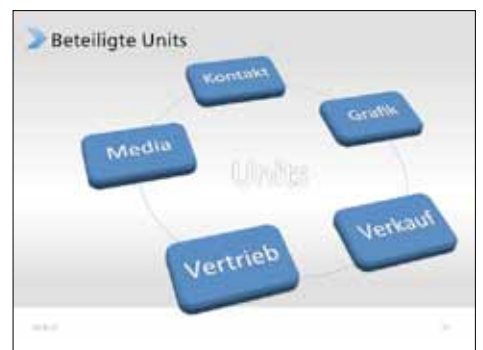 Beteiligte Units
Kontakt
Grafik
Media
Units
Verkauf
Vertrieb